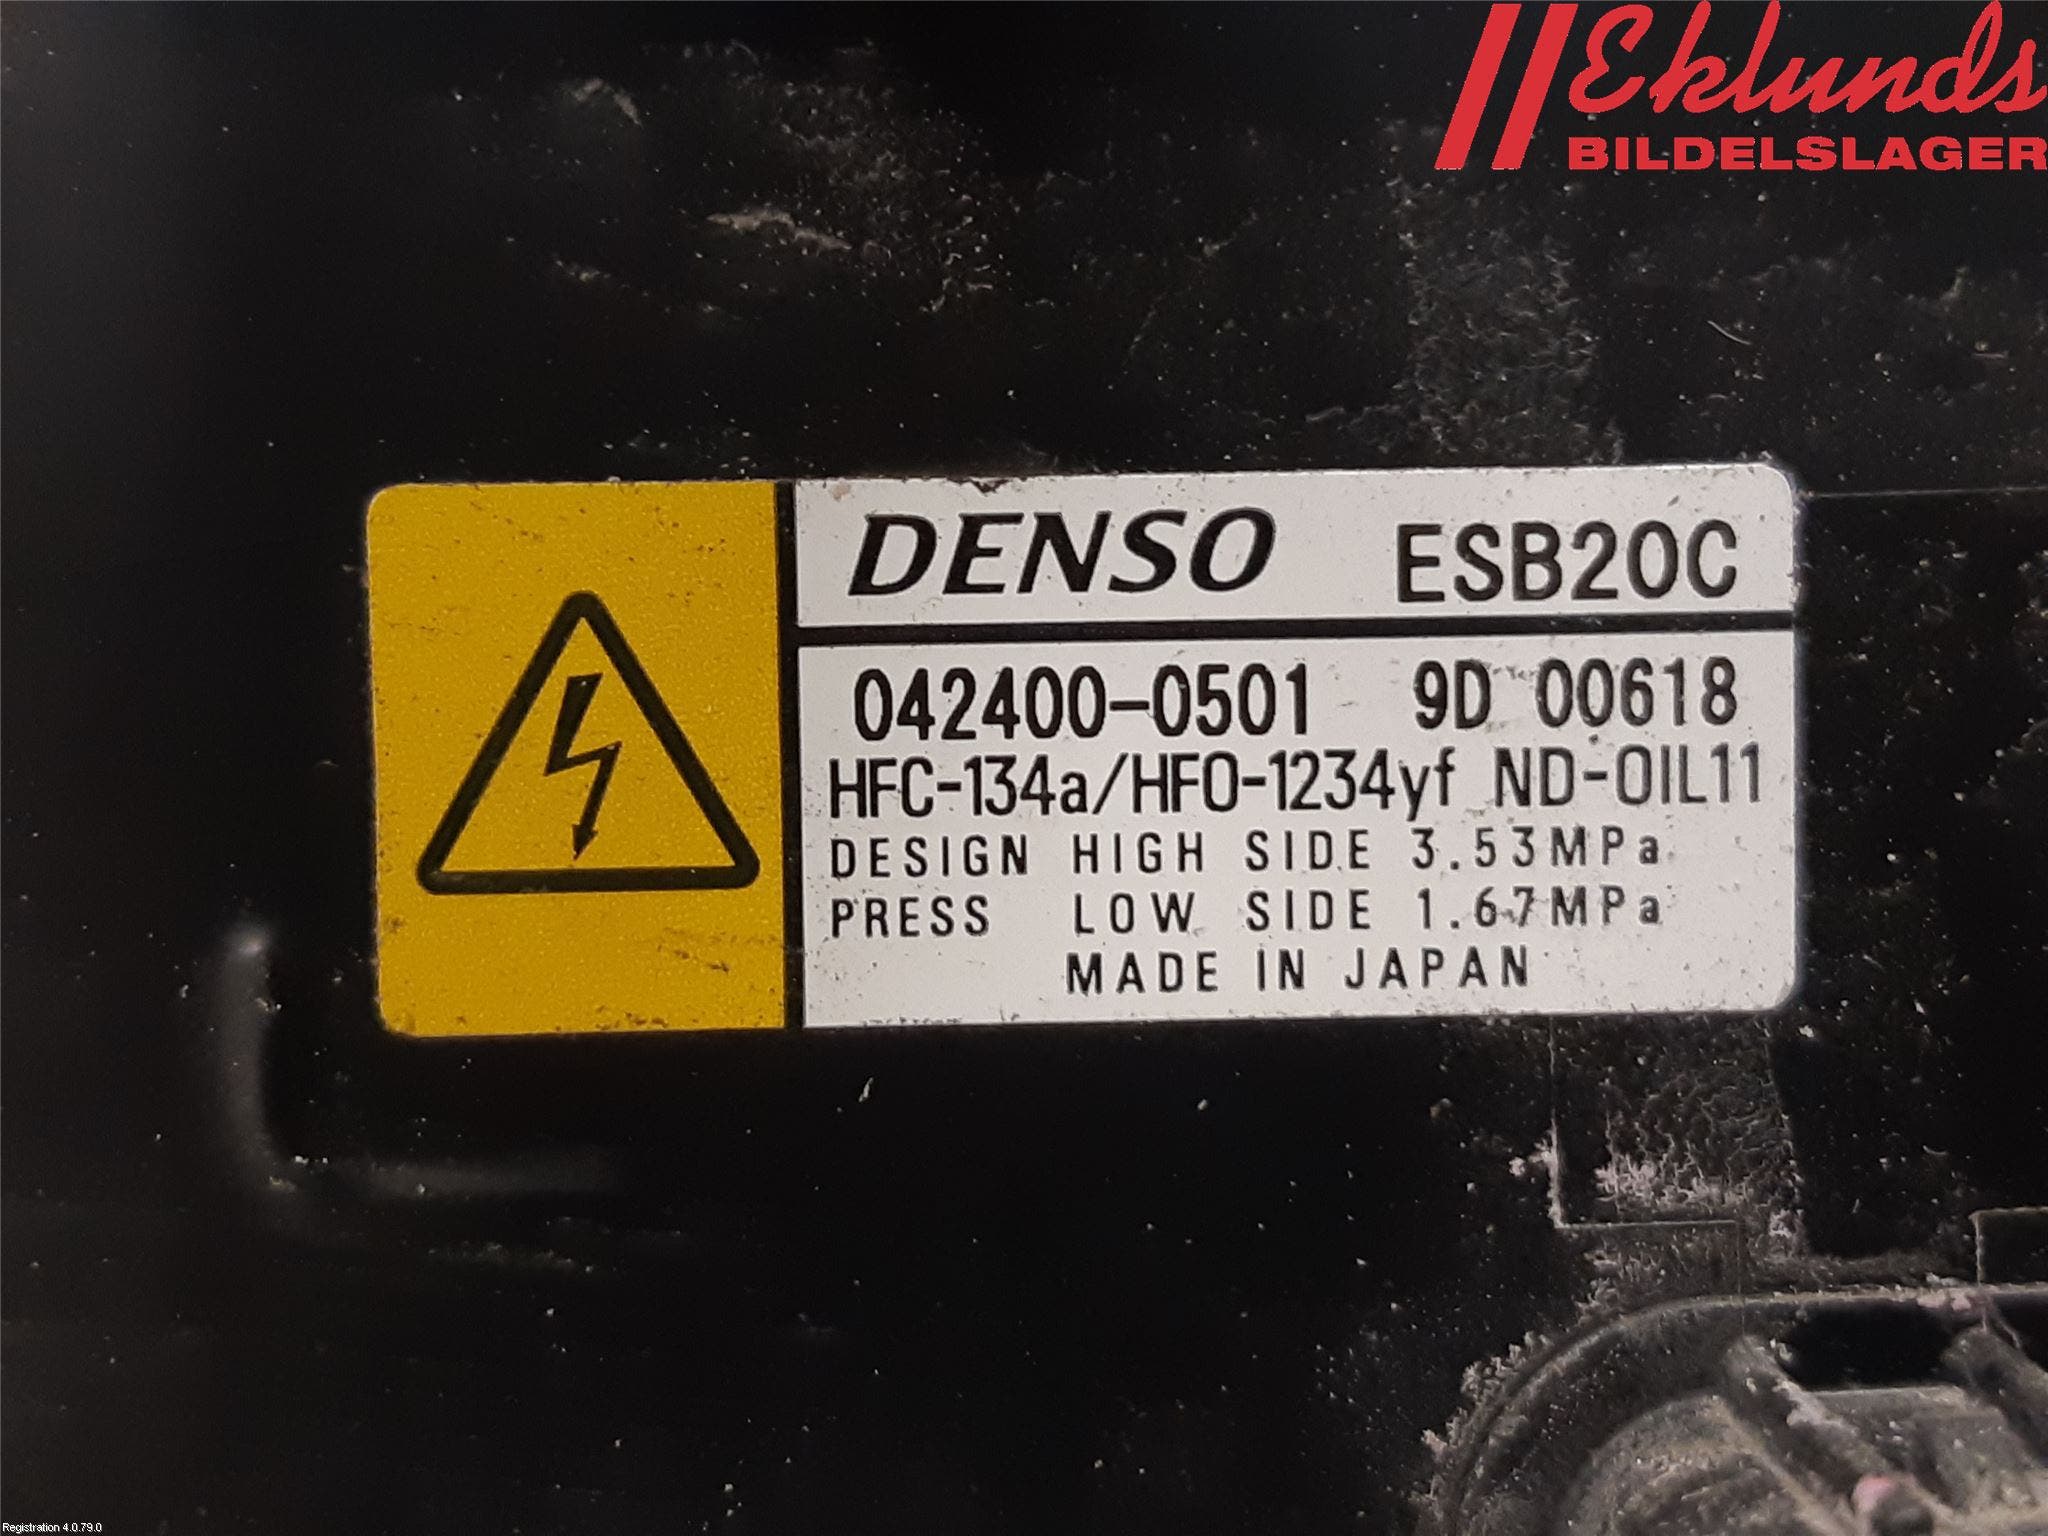 Eklunds
BILDELSLAGER
DENSO ESB20C
042400-0501 9D 00618
HFC-134a/HFO-1234yf ND-OIL11
DESIGN HIGH SIDE 3.53MPa
PRESS LOW SIDE 1.67MPa
MADE IN JAPAN
Registration 4.0.79.0